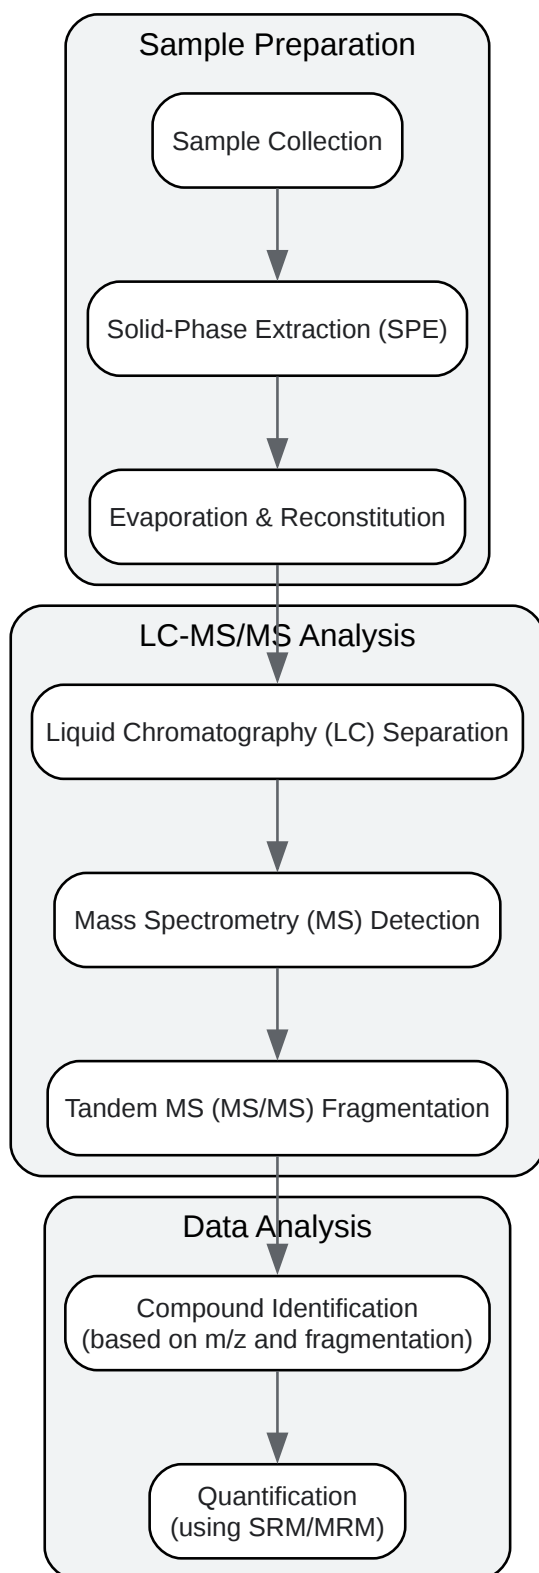 Sample Preparation
Sample Collection
Solid-Phase Extraction (SPE)
Evaporation & Reconstitution
LC-MS/MS Analysis
Liquid Chromatography (LC) Separation
Mass Spectrometry (MS) Detection
Tandem MS (MS/MS) Fragmentation
Data Analysis
Compound Identification
(based on m/z and fragmentation)
Quantification
(using SRM/MRM)